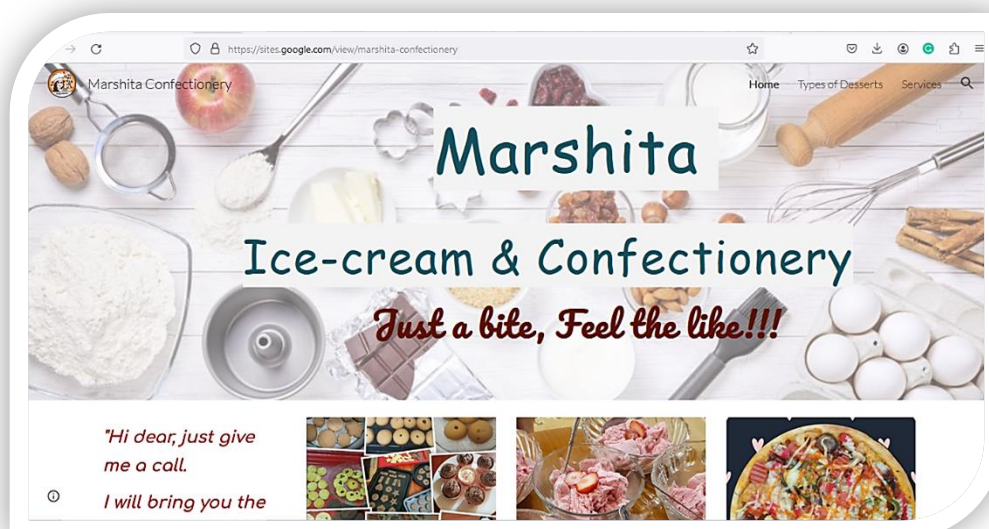 https://sites.google.com/view/marshita-confectionery
Marshita Confectionery
Home Types of Desserts Services
Marshita
Ice-cream & Confectionery
Just a bite, Feel the like!!!
"Hi dear, just give
me a call.
I will bring you the